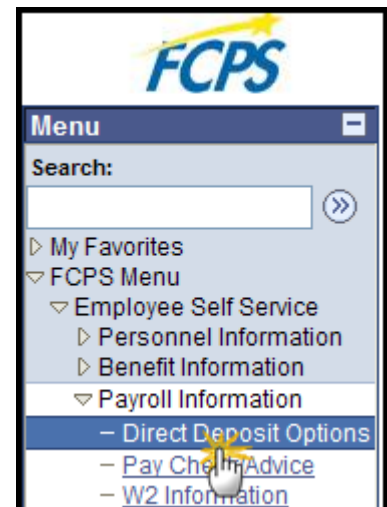 FCPS
Menu
Search:
My Favorites
FCPS Menu
Employee Self Service
Personnel Information
Benefit Information
Payroll Information
Direct Deposit Options
Pay Check Advice
W2 Information